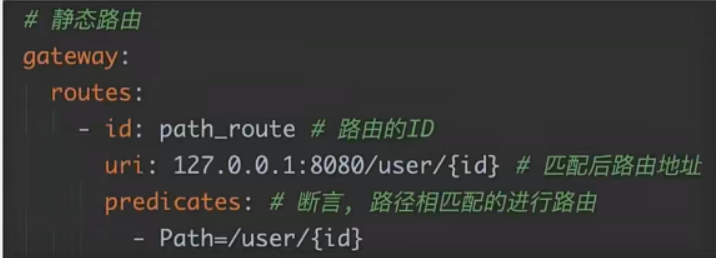 # 静态路由
gateway:
routes:
- id: path_route # 路由的ID
uri: 127.0.0.1:8080/user/{id} # 匹配后路由地址
predicates: # 断言, 路径相匹配的进行路由
- Path=/user/{id}